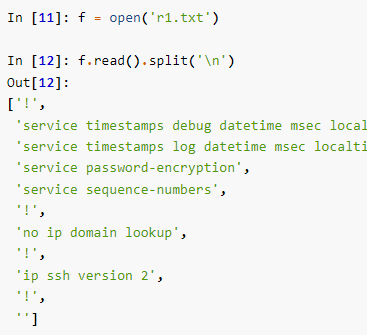 In [11]: f = open('r1.txt')
In [12]: f.read().split('\n')
Out[12]:
['!',
'service timestamps debug datetime msec local
'service timestamps log datetime msec localti
'service password-encryption',
'service sequence-numbers',
'!',
'no ip domain lookup',
'!',
'ip ssh version 2',
'!',
'']